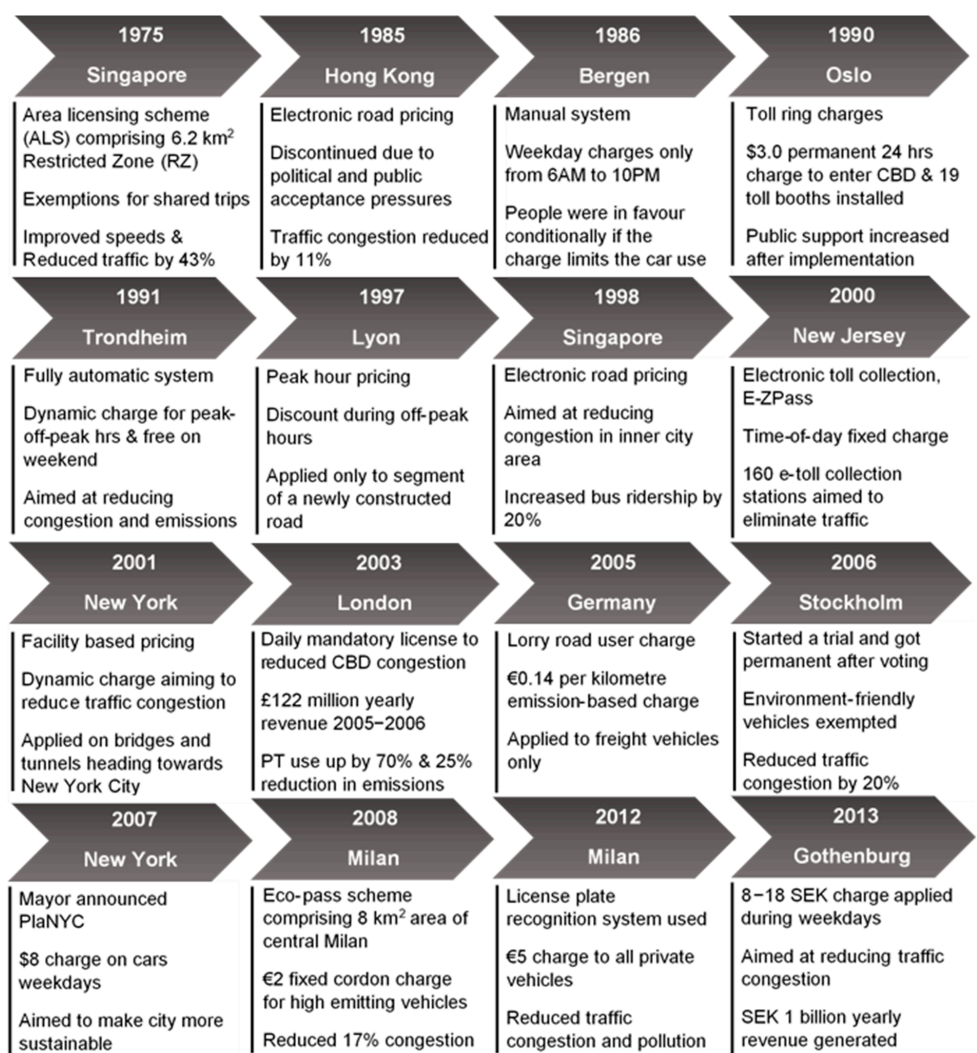 1975
Singapore
Area licensing scheme
(ALS) comprising 6.2 km²
Restricted Zone (RZ)
Exemptions for shared trips
Improved speeds &
Reduced traffic by 43%
1985
Hong Kong
Electronic road pricing
Discontinued due to
political and public
acceptance pressures
Traffic congestion reduced
by 11%
1986
Bergen
Manual system
Weekday charges only
from 6AM to 10PM
People were in favour
conditionally if the
charge limits the car use
1990
Oslo
Toll ring charges
$3.0 permanent 24 hrs
charge to enter CBD & 19
toll booths installed
Public support increased
after implementation
1991
Trondheim
Fully automatic system
Dynamic charge for peak-
off-peak hrs & free on
weekend
Aimed at reducing
congestion and emissions
1997
Lyon
Peak hour pricing
Discount during off-peak
hours
Applied only to segment
of a newly constructed
road
1998
Singapore
Electronic road pricing
Aimed at reducing
congestion in inner city
area
Increased bus ridership by
20%
2000
New Jersey
Electronic toll collection,
E-ZPass
Time-of-day fixed charge
160 e-toll collection
stations aimed to
eliminate traffic
2001
New York
Facility based pricing
Dynamic charge aiming to
reduce traffic congestion
Applied on bridges and
tunnels heading towards
New York City
2003
London
Daily mandatory license to
reduced CBD congestion
£122 million yearly
revenue 2005−2006
PT use up by 70% & 25%
reduction in emissions
2005
Germany
Lorry road user charge
€0.14 per kilometre
emission-based charge
Applied to freight vehicles
only
2006
Stockholm
Started a trial and got
permanent after voting
Environment-friendly
vehicles exempted
Reduced traffic
congestion by 20%
2007
New York
Mayor announced
PlaNYC
$8 charge on cars
weekdays
Aimed to make city more
sustainable
2008
Milan
Eco-pass scheme
comprising 8 km² area of
central Milan
€2 fixed cordon charge
for high emitting vehicles
Reduced 17% congestion
2012
Milan
License plate
recognition system used
€5 charge to all private
vehicles
Reduced traffic
congestion and pollution
2013
Gothenburg
8−18 SEK charge applied
during weekdays
Aimed at reducing traffic
congestion
SEK 1 billion yearly
revenue generated